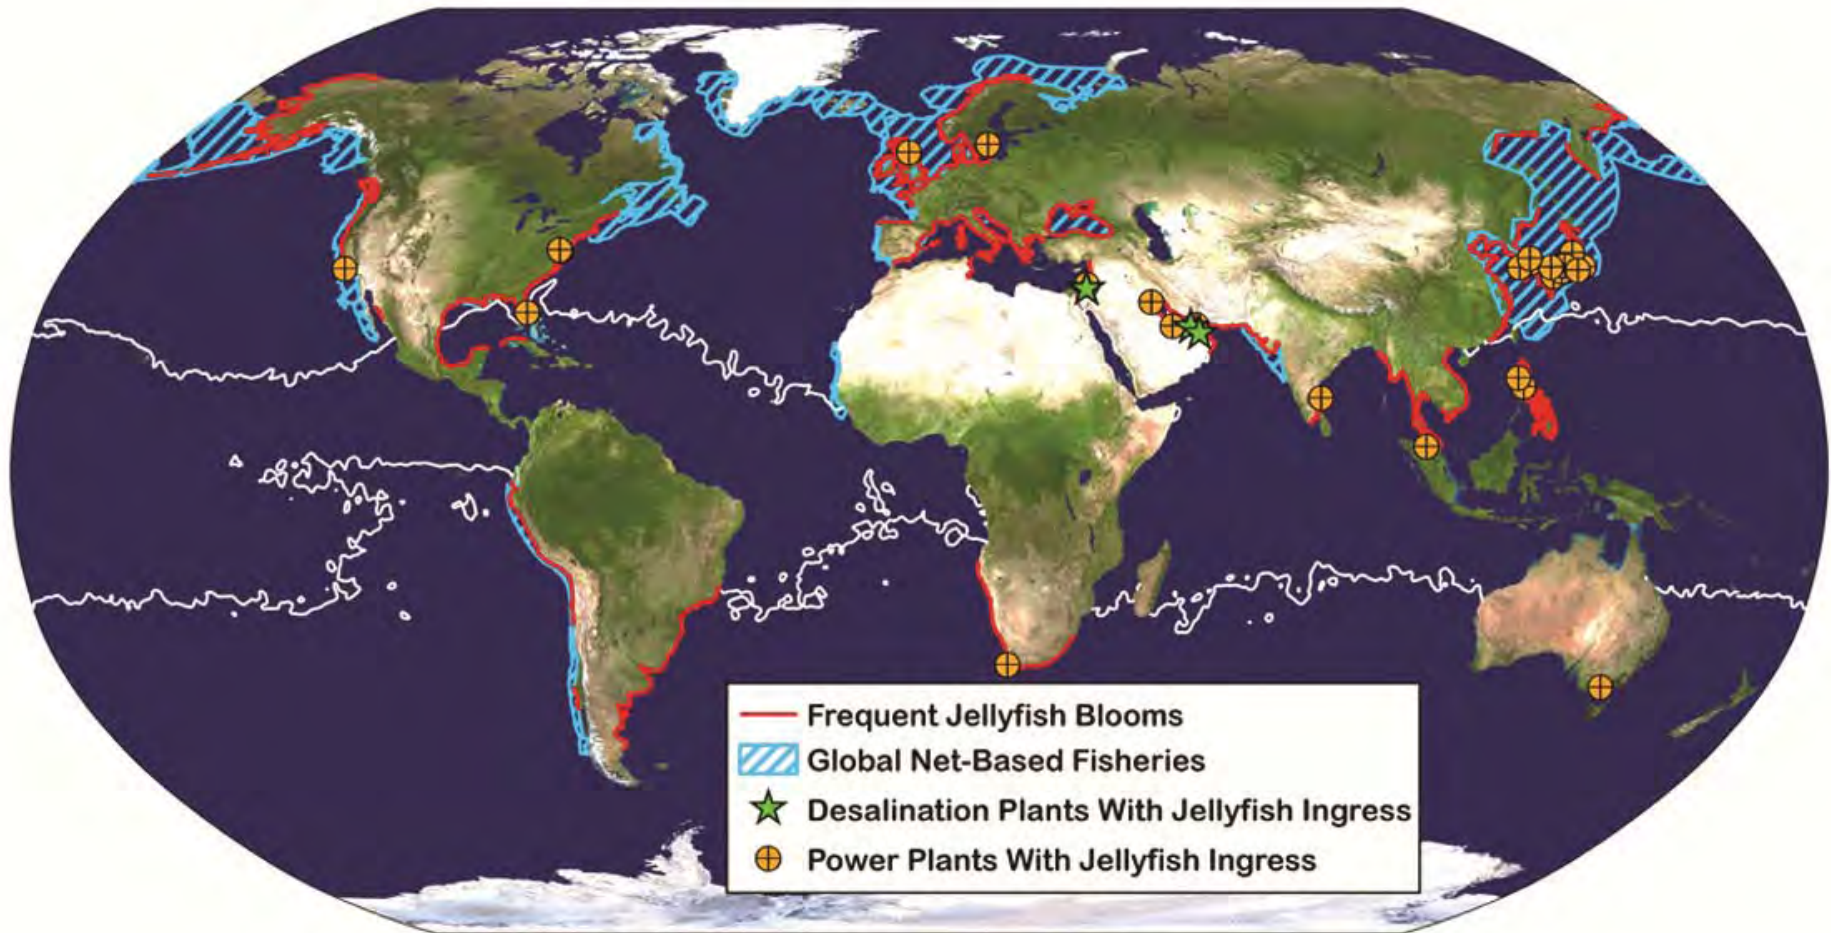 Frequent Jellyfish Blooms
Global Net-Based Fisheries
Desalination Plants With Jellyfish Ingress
Power Plants With Jellyfish Ingress